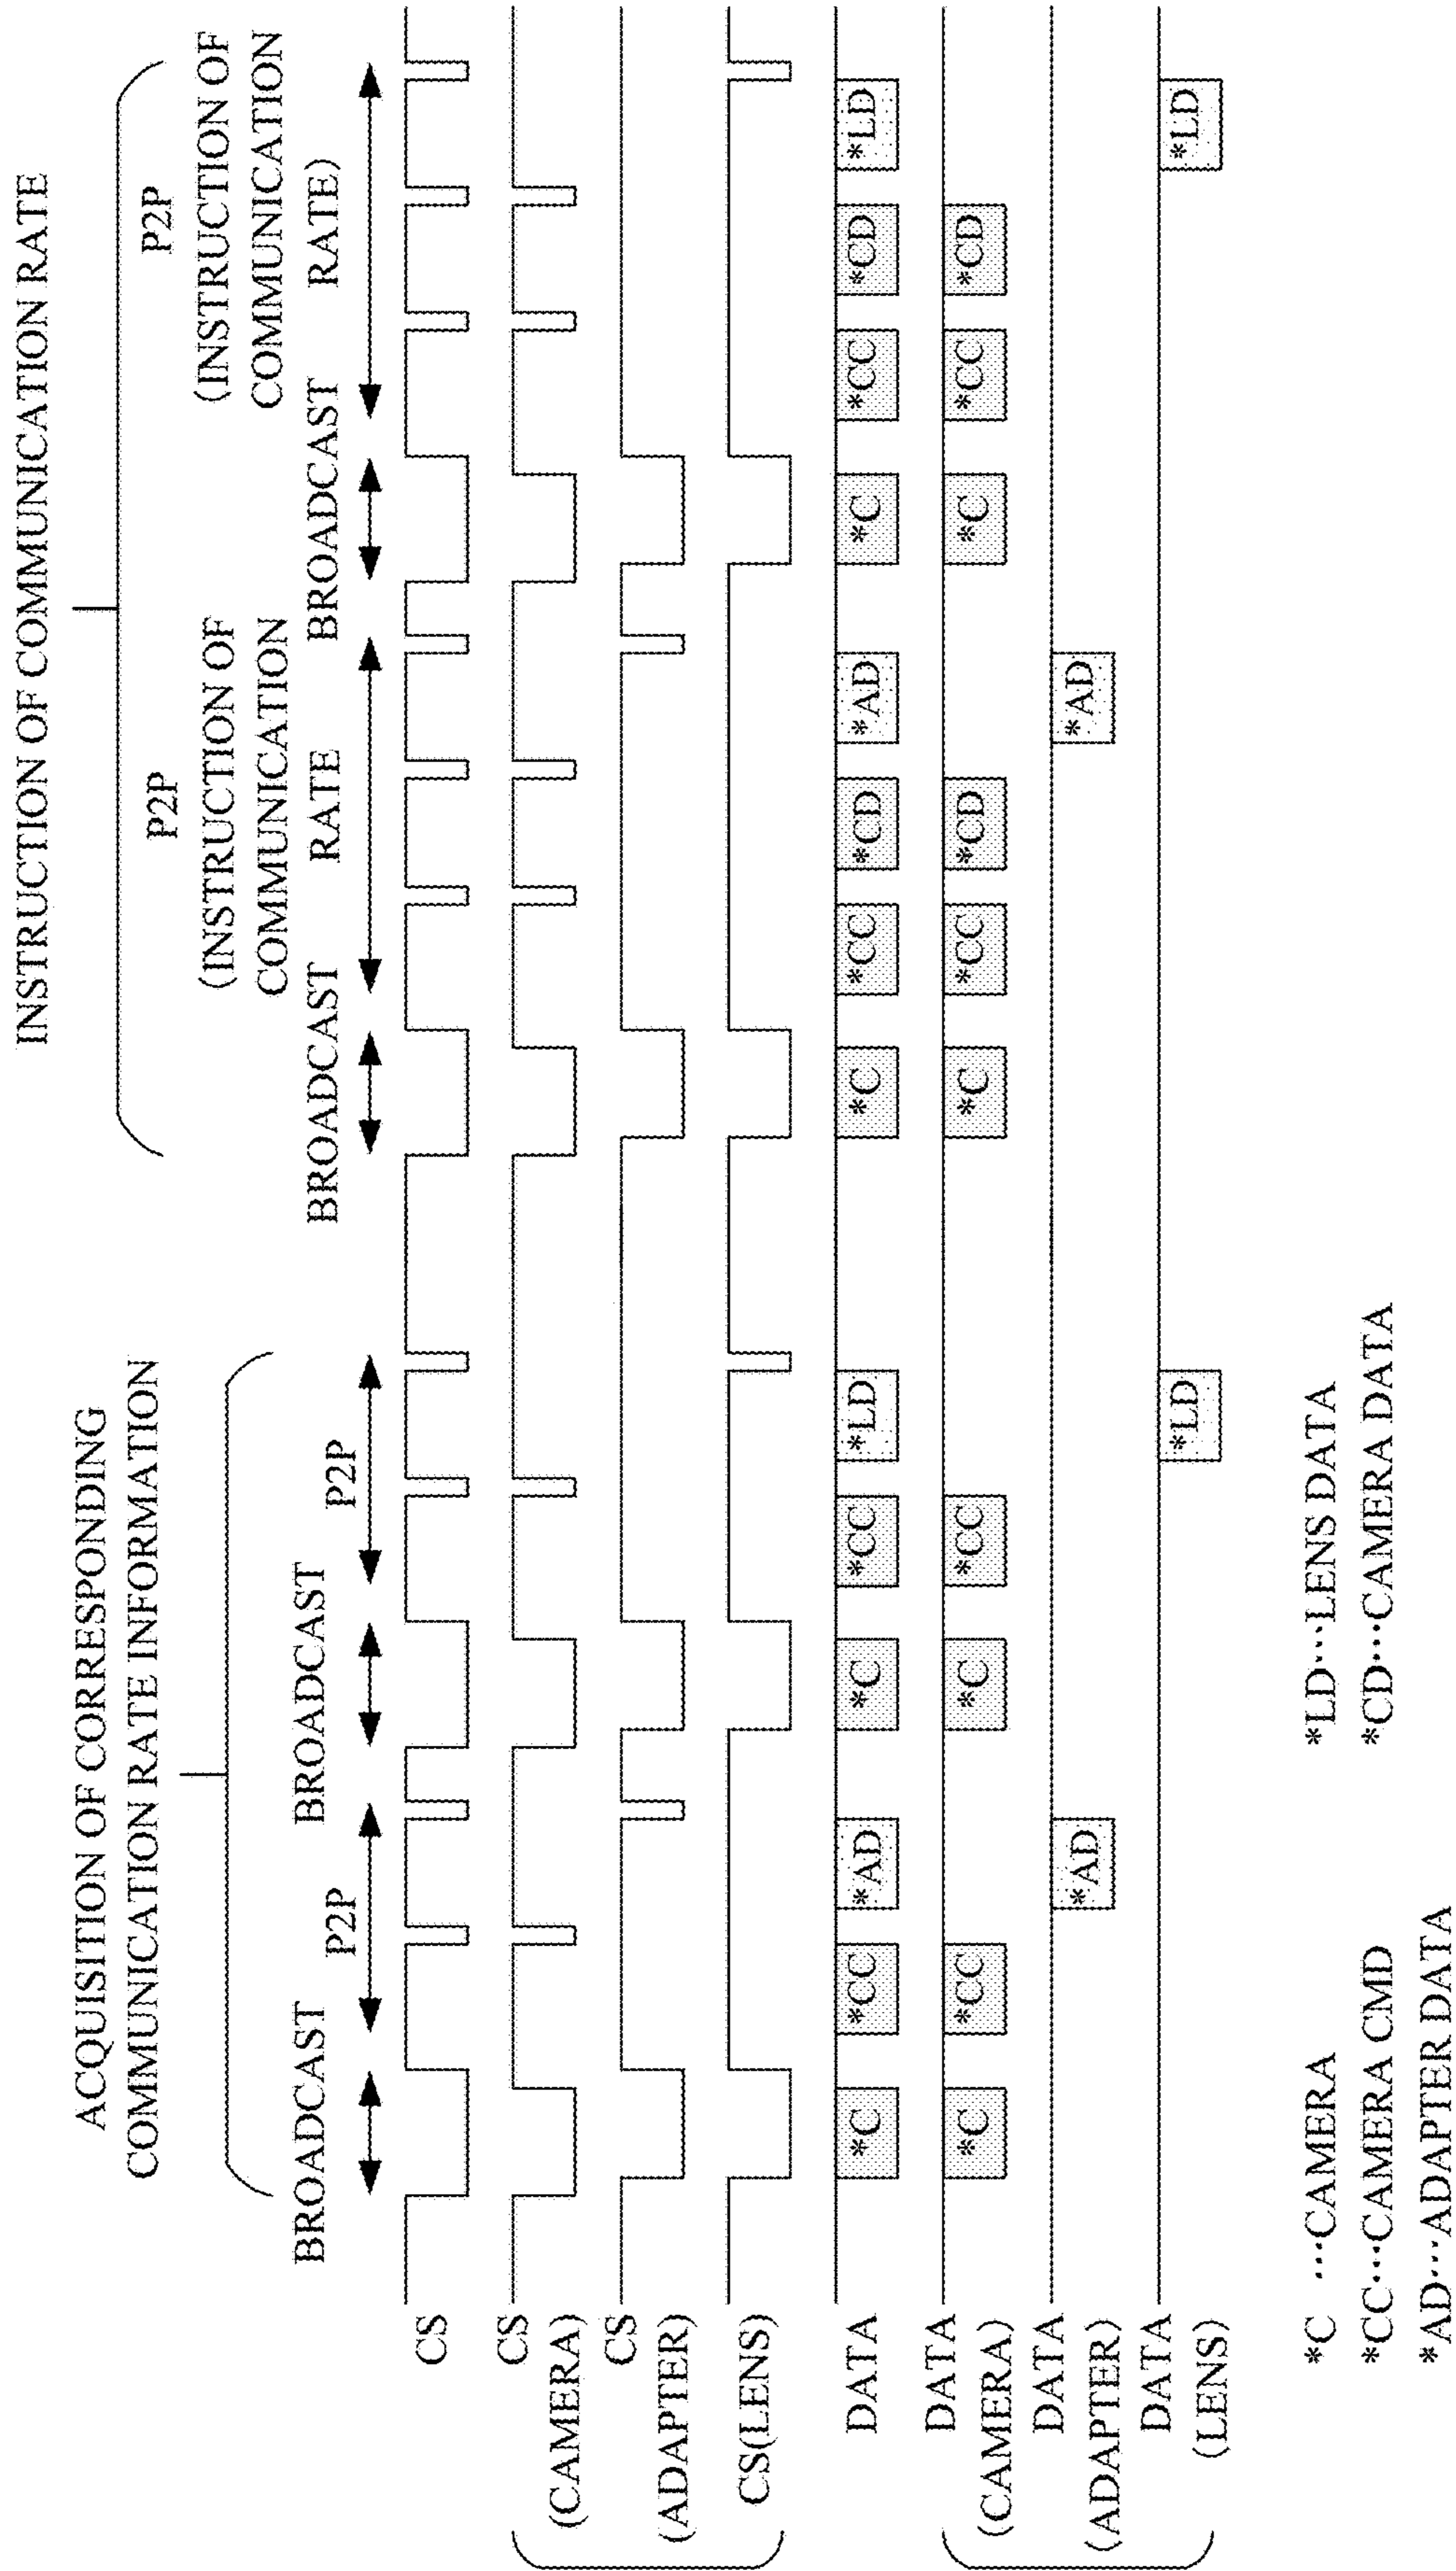 ACQUISITION OF CORRESPONDING
COMMUNICATION RATE INFORMATION
INSTRUCTION OF COMMUNICATION RATE
BROADCAST
P2P
BROADCAST
P2P
BROADCAST
P2P
(INSTRUCTION OF
COMMUNICATION
RATE
BROADCAST
P2P
(INSTRUCTION OF
COMMUNICATION
RATE)
CS
CS
(CAMERA)
CS
(ADAPTER)
CS(LENS)
DATA
*C *CC *AD *C *CC *LD *C *CC *CD *AD *C *CC *CD *LD
DATA
(CAMERA)
*C *CC *C *CC *C *CC *CD *C *CC *CD
DATA
(ADAPTER)
*AD *AD
DATA
(LENS)
*LD *LD
*C …CAMERA
*CC…CAMERA CMD
*AD…ADAPTER DATA
*LD…LENS DATA
*CD…CAMERA DATA